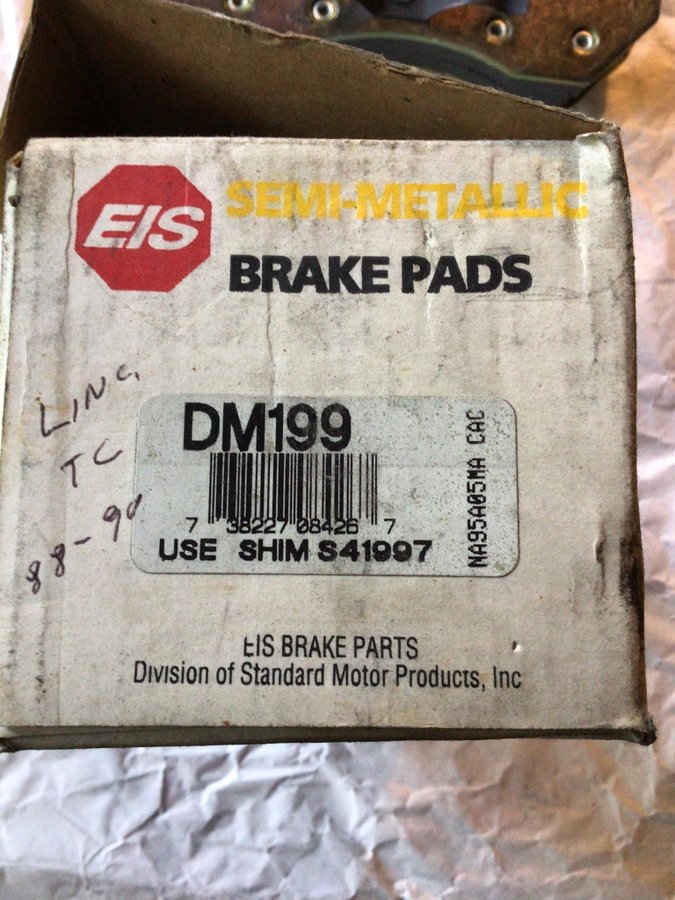 EIS
SEMI-METALLIC
BRAKE PADS
LINC
TC
88-90
DM199
7 38227 08426 7
USE SHIM S41997
NA95A05MA CAC
EIS BRAKE PARTS
Division of Standard Motor Products, Inc